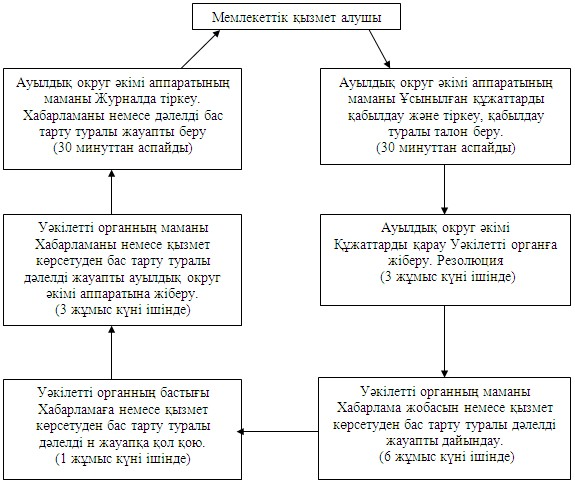 Мемлекеттік қызмет алушы
Ауылдық округ әкімі аппаратының
маманы Ұсынылған құжаттарды
қабылдау және тіркеу, қабылдау
туралы талон беру.
(30 минуттан аспайды)
Ауылдық округ әкімі
Құжаттарды қарау Уәкілетті органға
жіберу. Резолюция
(3 жұмыс күні ішінде)
Уәкілетті органның маманы
Хабарлама жобасын немесе қызмет
көрсетуден бас тарту туралы дәлелді
жауапты дайындау.
(6 жұмыс күні ішінде)
Уәкілетті органның бастығы
Хабарламаға немесе қызмет
көрсетуден бас тарту туралы
дәлелді н жауапқа қол қою.
(1 жұмыс күні ішінде)
Уәкілетті органның маманы
Хабарламаны немесе қызмет
көрсетуден бас тарту туралы
дәлелді жауапты ауылдық округ
әкімі аппаратына жіберу.
(3 жұмыс күні ішінде)
Ауылдық округ әкімі аппаратының
маманы Журналда тіркеу.
Хабарламаны немесе дәлелді бас
тарту туралы жауапты беру
(30 минуттан аспайды)